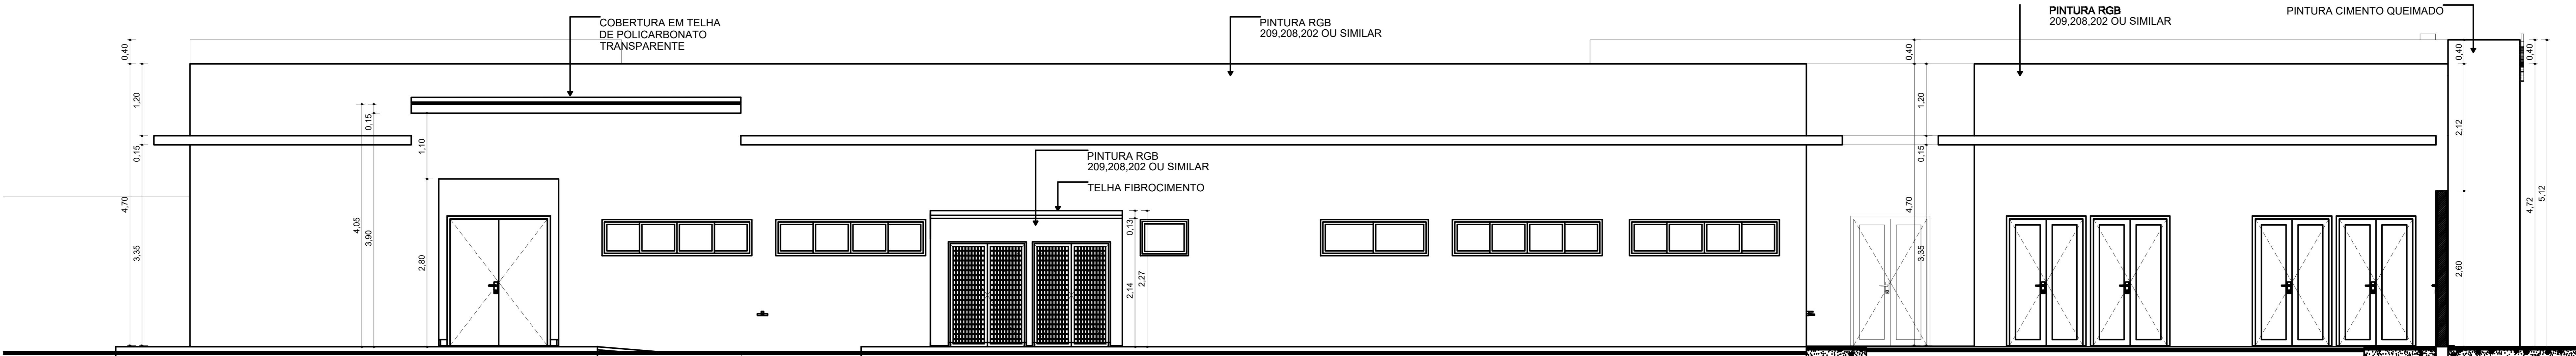 COBERTURA EM TELHA
DE POLICARBONATO
TRANSPARENTE
PINTURA RGB
209,208,202 OU SIMILAR
PINTURA RGB
209,208,202 OU SIMILAR
PINTURA CIMENTO QUEIMADO
PINTURA RGB
209,208,202 OU SIMILAR
TELHA FIBROCIMENTO
0,40
1,20
0,15
4,70
3,35
4,05
0,15
3,90
1,10
2,80
0,13
2,14
2,27
0,40
1,20
0,15
4,70
3,35
0,40
2,12
2,60
0,40
4,72
5,12